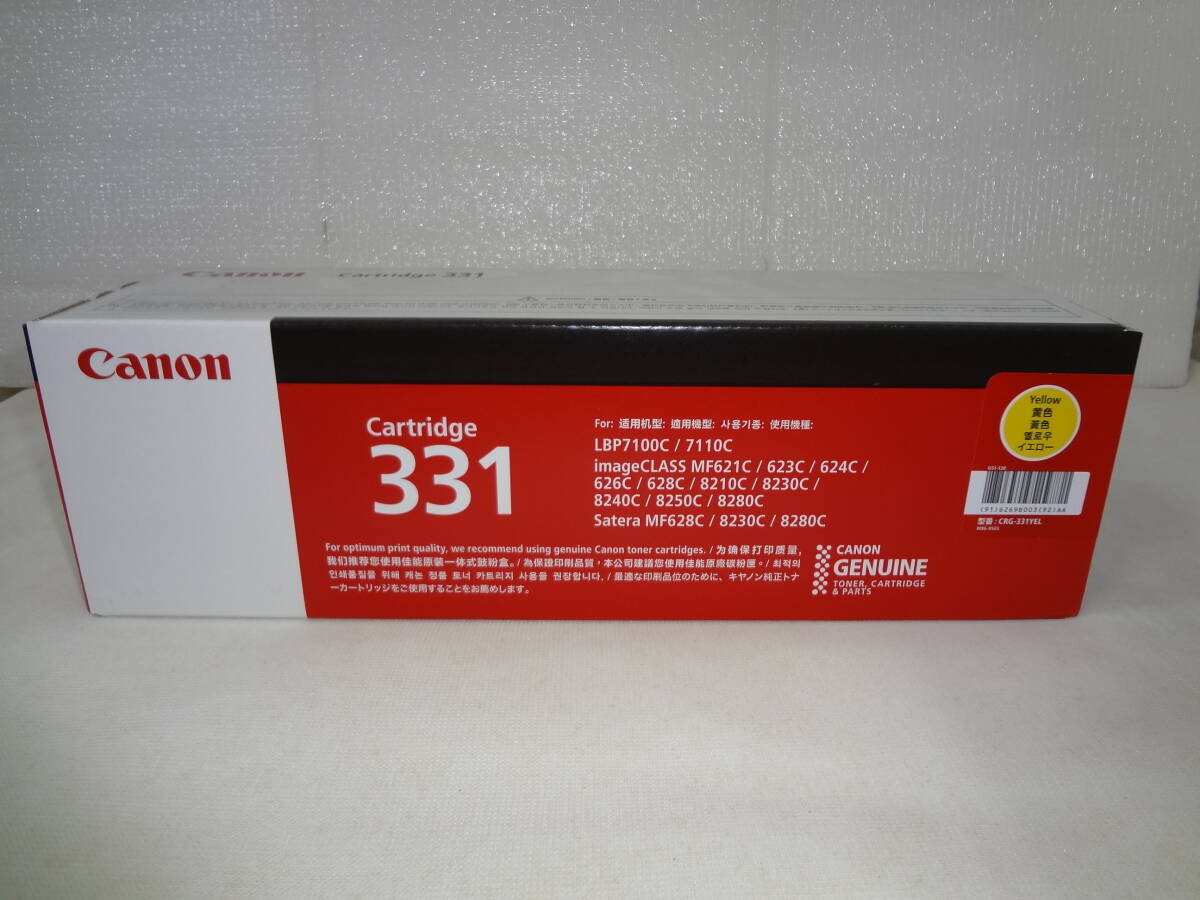 Canon Cartridge 331
Canon
Cartridge
331
For: 适用机型: 適用機型: 사용기종: 使用機種:
LBP7100C / 7110C
imageCLASS MF621C / 623C / 624C /
626C / 628C / 8210C / 8230C /
8240C / 8250C / 8280C
Satera MF628C / 8230C / 8280C
For optimum print quality, we recommend using genuine Canon toner cartridges. / 为确保打印质量,
我们推荐您使用佳能原装一体式鼓粉盒。/ 為保證印刷品質，本公司建議您使用佳能原廠碳粉匣。/ 최적의
인쇄품질을 위해 캐논 정품 토너 카트리지 사용을 권장합니다. / 最適な印刷品位のために、キヤノン純正トナ
ーカートリッジをご使用することをお薦めします。
CANON
GENUINE
TONER, CARTRIDGE
& PARTS
Yellow
黄色
黃色
옐로우
イエロー
(91)6269B003(92)AA
型番 : CRG-331YEL